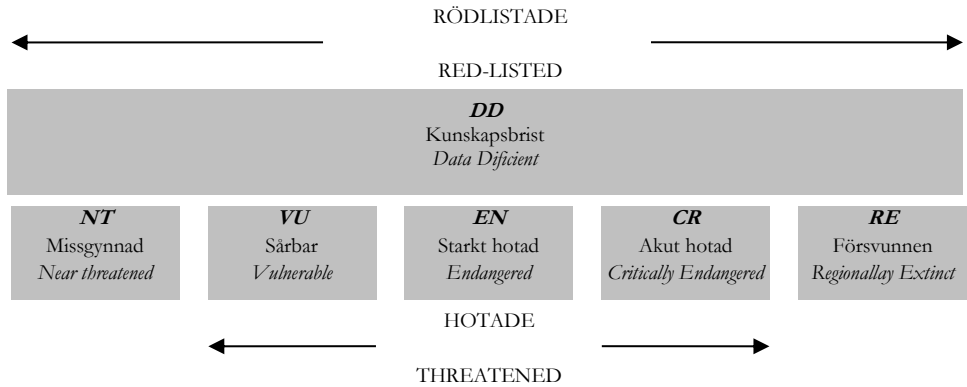 RÖDLISTADE
RED-LISTED
DD
Kunskapsbrist
Data Dificient
NT
Missgynnad
Near threatened
VU
Sårbar
Vulnerable
EN
Starkt hotad
Endangered
CR
Akut hotad
Critically Endangered
RE
Försvunnen
Regionallay Extinct
HOTADE
THREATENED